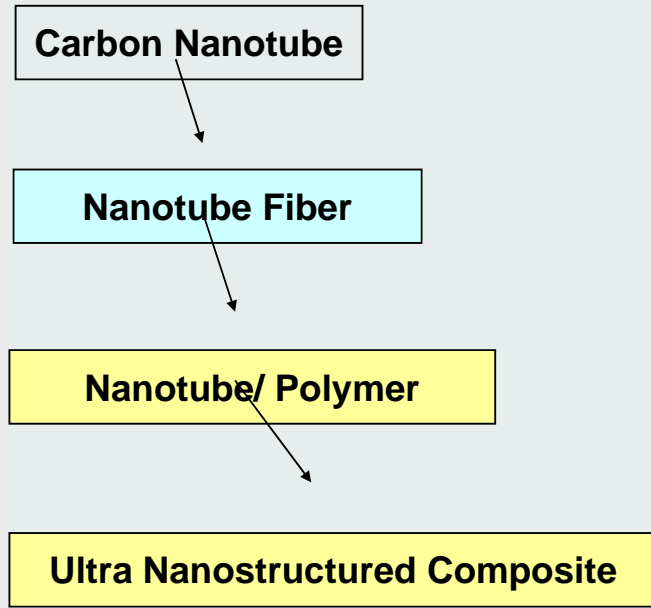 Carbon Nanotube
Nanotube Fiber
Nanotube/ Polymer
Ultra Nanostructured Composite